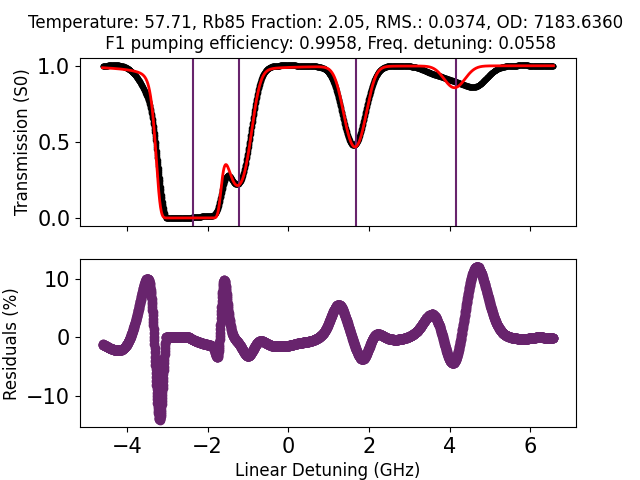 Temperature: 57.71, Rb85 Fraction: 2.05, RMS.: 0.0374, OD: 7183.6360
F1 pumping efficiency: 0.9958, Freq. detuning: 0.0558
Transmission (S0)
1.0
0.5
0.0
Residuals (%)
10
0
−10
−4 −2 0 2 4 6
Linear Detuning (GHz)